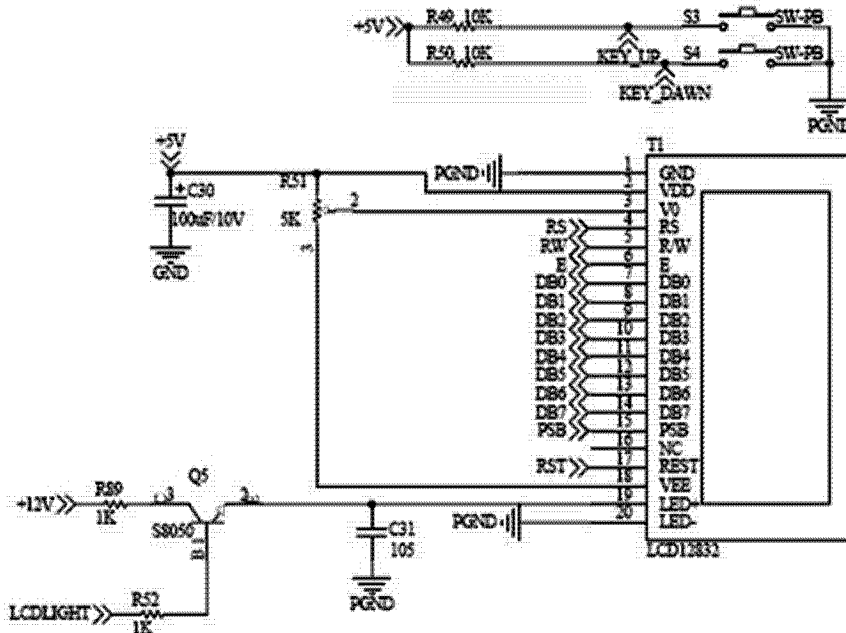 +5V R49 10K S3 SW-PB
R50 10K KEY_UP S4 SW-PB
KEY_DAWN
PGND
+5V
T1
R51 PGND 1 GND
+ C30 2 VDD
100uF/10V 5K 2 3 V0
RS 4 RS
GND 3 RW 5 R/W
E 6 E
DB0 7 DB0
DB1 8 DB1
DB2 9 DB2
DB3 10 DB3
DB4 11 DB4
DB5 12 DB5
DB6 13 DB6
DB7 14 DB7
PSB 15 PSB
16 NC
RST 17 REST
Q5 18 VEE
+12V R89 3 2 19 LED+
1K S8050 C31 PGND 20 LED-
105 LCD12832
PGND
LCDLIGHT R52
1K